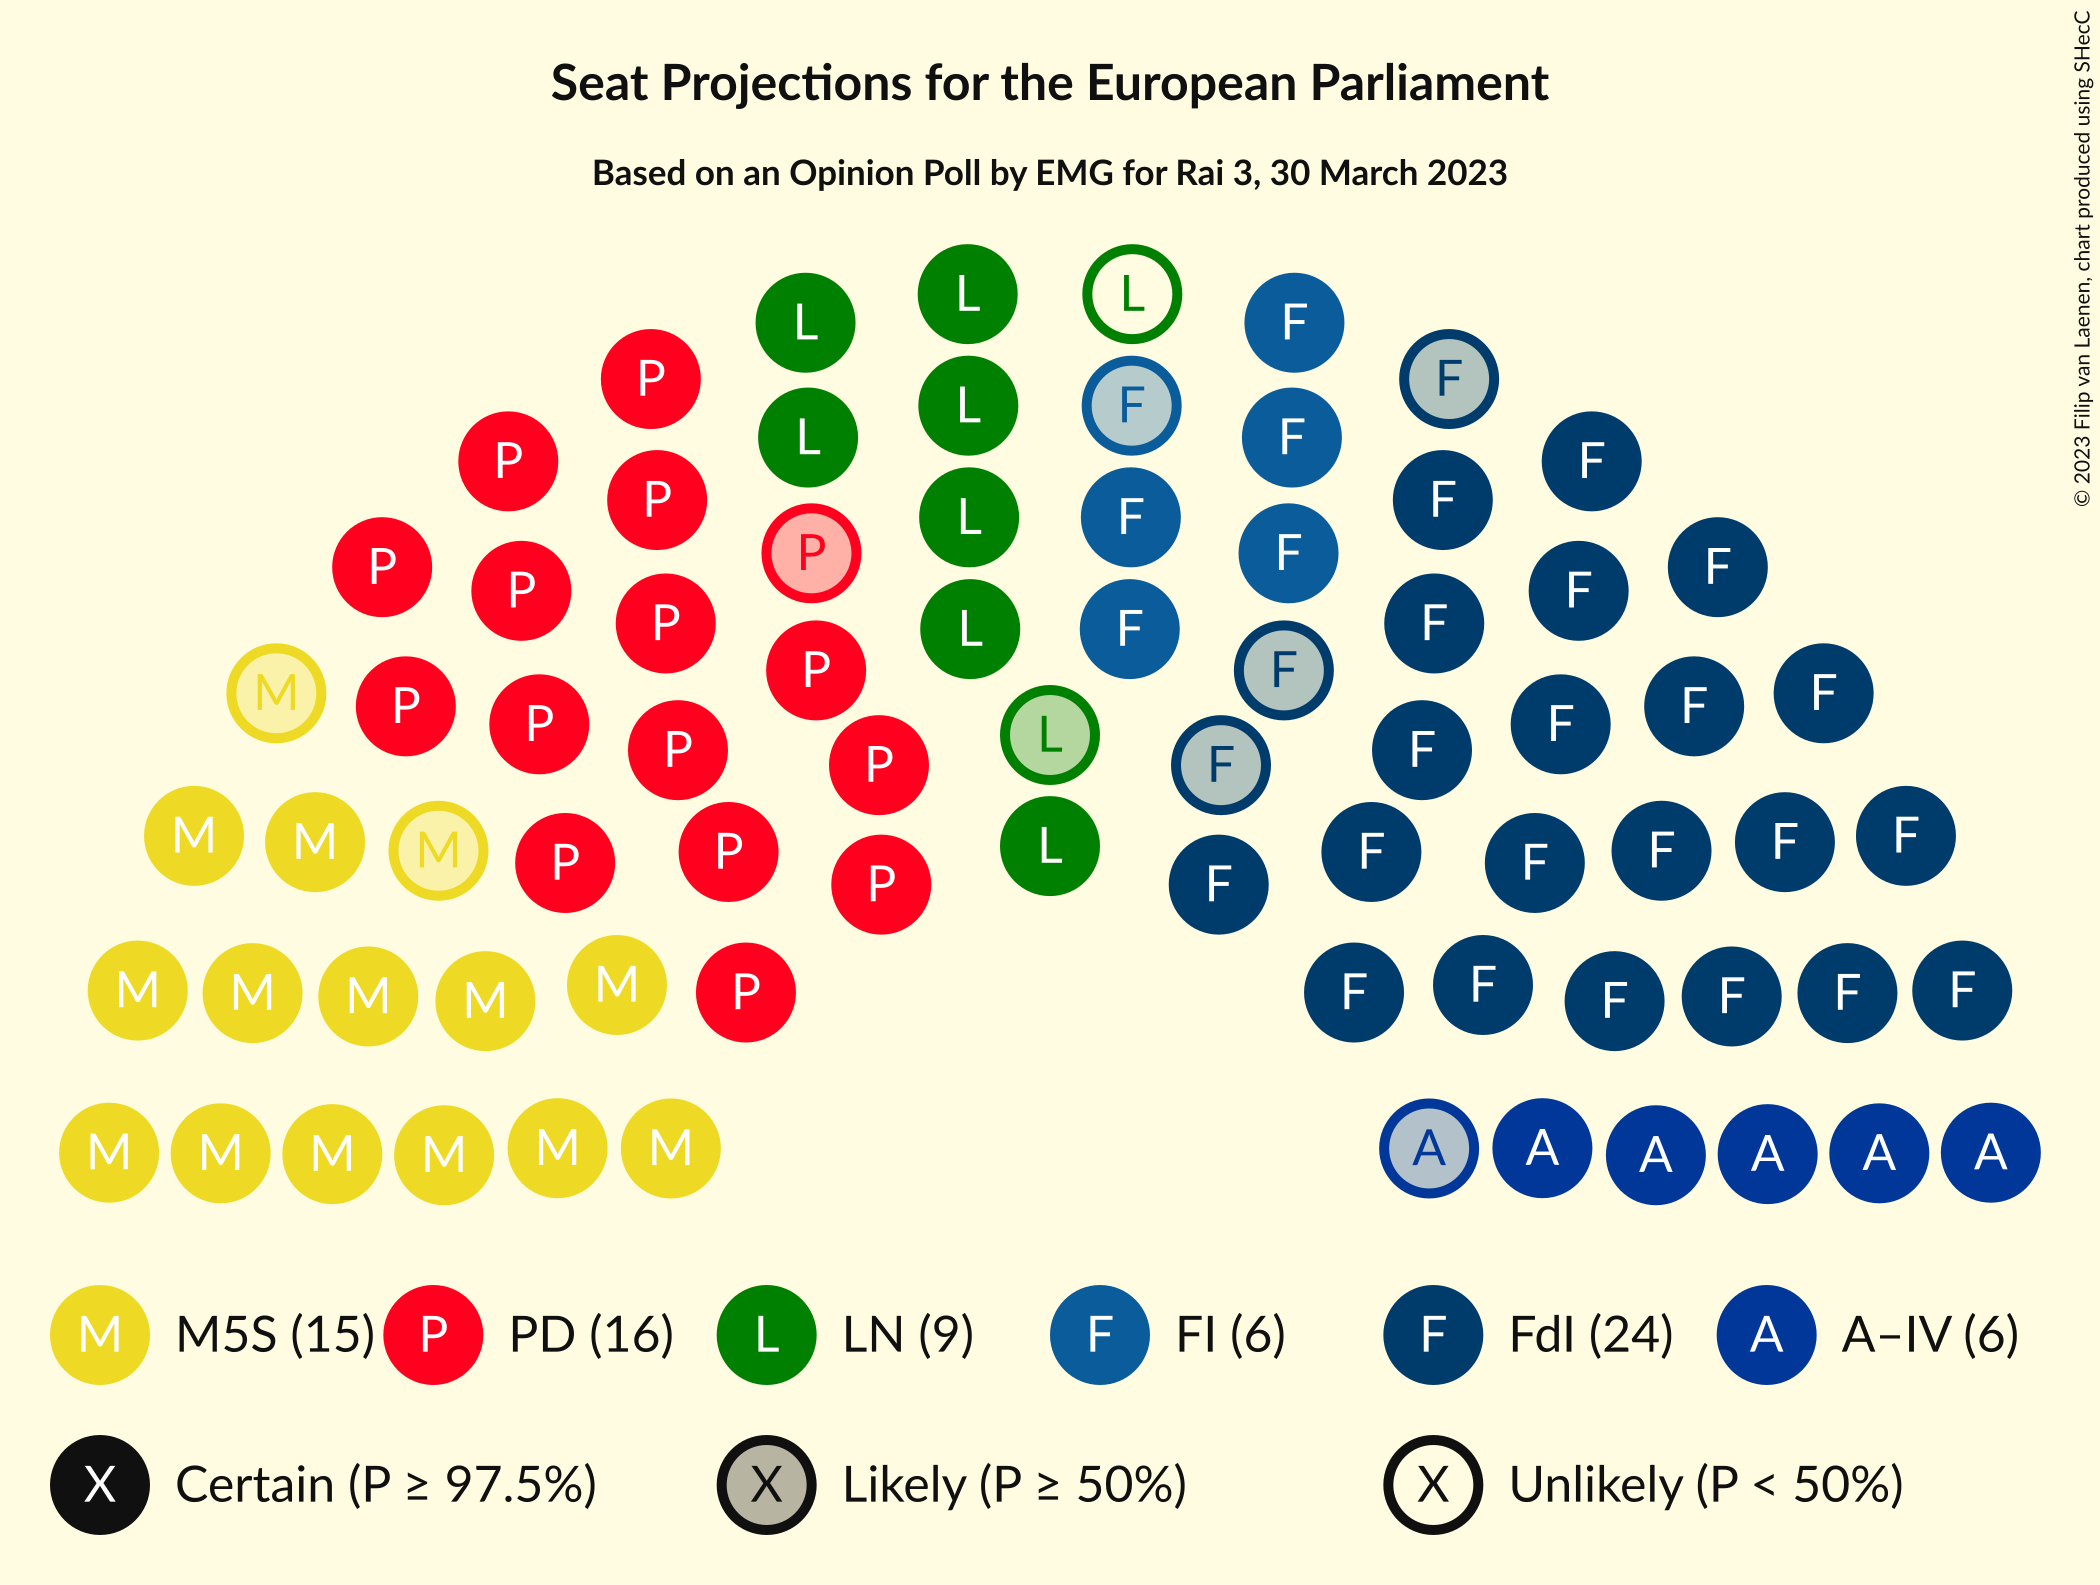 Seat Projections for the European Parliament
Based on an Opinion Poll by EMG for Rai 3, 30 March 2023
© 2023 Filip van Laenen, chart produced using SHecC
L L
L F
P F
L L F F
P P F F
P L F
P F
P P L F F F
P F
P P L F F F
M P F F
P P F F
P P L F F F
P F
M M M P L F F F F
P P F F
M M M M M P F F F F F F
M M M M M M A A A A A A
M M5S (15) P PD (16) L LN (9) F FI (6) F FdI (24) A A–IV (6)
X Certain (P ≥ 97.5%) X Likely (P ≥ 50%) X Unlikely (P < 50%)